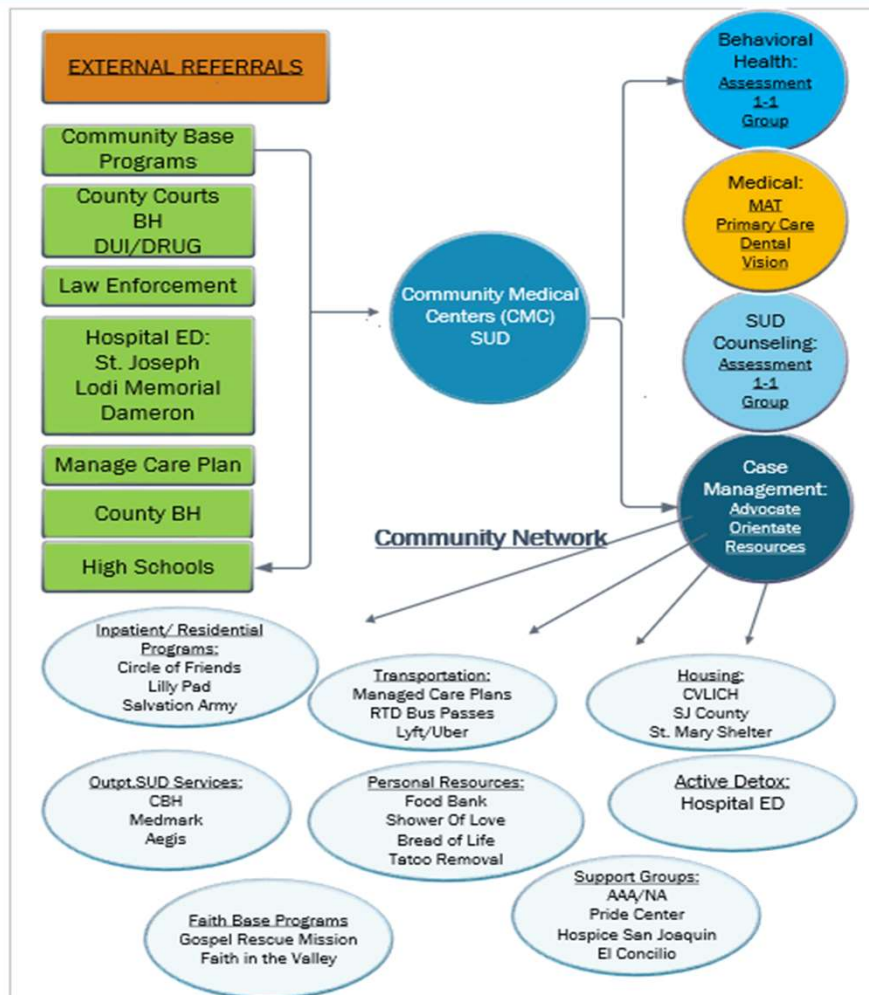 EXTERNAL REFERRALS
Community Base
Programs
County Courts
BH
DUI/DRUG
Law Enforcement
Hospital ED:
St. Joseph
Lodi Memorial
Dameron
Manage Care Plan
County BH
High Schools
Community Medical
Centers (CMC)
SUD
Behavioral
Health:
Assessment
1-1
Group
Medical:
MAT
Primary Care
Dental
Vision
SUD
Counseling:
Assessment
1-1
Group
Case
Management:
Advocate
Orientate
Resources
Community Network
Inpatient/ Residential
Programs:
Circle of Friends
Lilly Pad
Salvation Army
Transportation:
Managed Care Plans
RTD Bus Passes
Lyft/Uber
Housing:
CVLICH
SJ County
St. Mary Shelter
Outpt.SUD Services:
CBH
Medmark
Aegis
Personal Resources:
Food Bank
Shower Of Love
Bread of Life
Tatoo Removal
Active Detox:
Hospital ED
Faith Base Programs
Gospel Rescue Mission
Faith in the Valley
Support Groups:
AAA/NA
Pride Center
Hospice San Joaquin
El Concilio